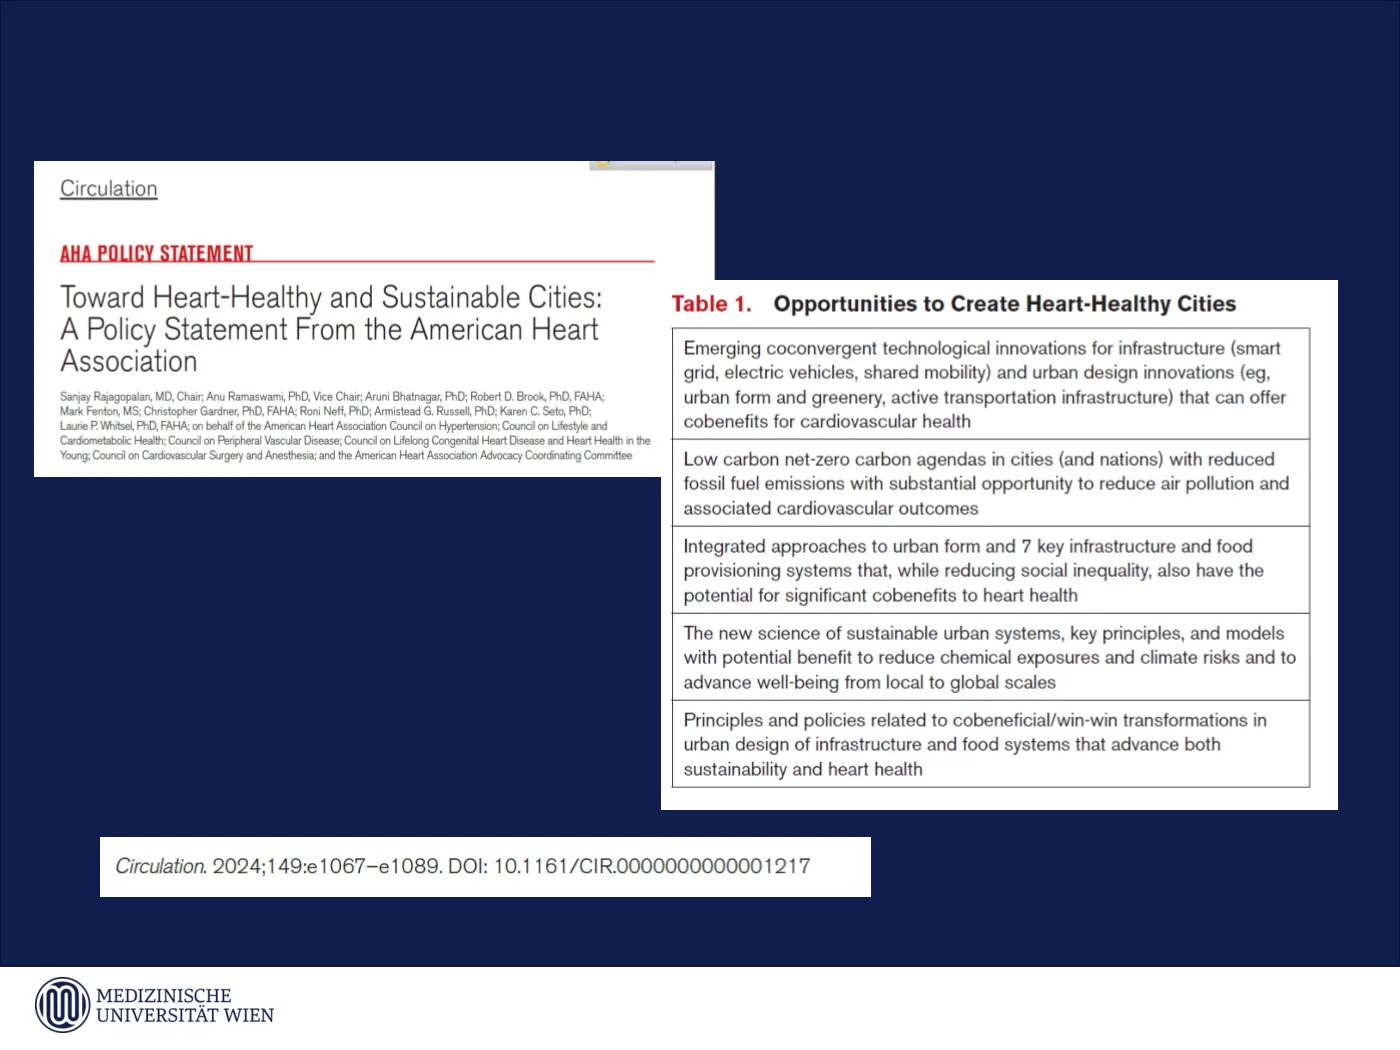 Circulation
AHA POLICY STATEMENT
Toward Heart-Healthy and Sustainable Cities:
A Policy Statement From the American Heart
Association
Sanjay Rajagopalan, MD, Chair; Anu Ramaswami, PhD, Vice Chair; Aruni Bhatnagar, PhD; Robert D. Brook, PhD, FAHA;
Mark Fenton, MS; Christopher Gardner, PhD, FAHA; Roni Neff, PhD; Armistead G. Russell, PhD; Karen C. Seto, PhD;
Laurie P. Whitsel, PhD, FAHA; on behalf of the American Heart Association Council on Hypertension; Council on Lifestyle and
Cardiometabolic Health; Council on Peripheral Vascular Disease; Council on Lifelong Congenital Heart Disease and Heart Health in the
Young; Council on Cardiovascular Surgery and Anesthesia; and the American Heart Association Advocacy Coordinating Committee
Table 1. Opportunities to Create Heart-Healthy Cities
Emerging coconvergent technological innovations for infrastructure (smart
grid, electric vehicles, shared mobility) and urban design innovations (eg,
urban form and greenery, active transportation infrastructure) that can offer
cobenefits for cardiovascular health
Low carbon net-zero carbon agendas in cities (and nations) with reduced
fossil fuel emissions with substantial opportunity to reduce air pollution and
associated cardiovascular outcomes
Integrated approaches to urban form and 7 key infrastructure and food
provisioning systems that, while reducing social inequality, also have the
potential for significant cobenefits to heart health
The new science of sustainable urban systems, key principles, and models
with potential benefit to reduce chemical exposures and climate risks and to
advance well-being from local to global scales
Principles and policies related to cobeneficial/win-win transformations in
urban design of infrastructure and food systems that advance both
sustainability and heart health
Circulation. 2024;149:e1067–e1089. DOI: 10.1161/CIR.0000000000001217
MEDIZINISCHE
UNIVERSITÄT WIEN